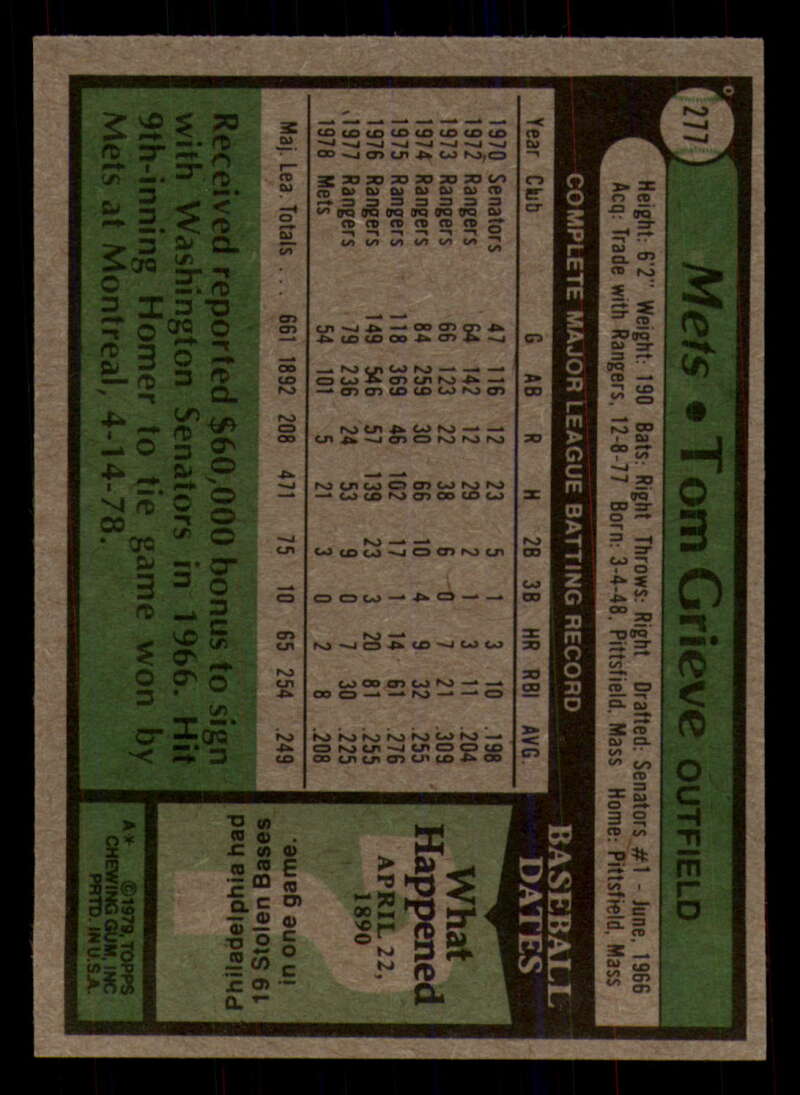 277
Mets • Tom Grieve OUTFIELD
Height: 6'2" Weight: 190 Bats: Right Throws: Right Drafted: Senators #1 - June, 1966
Acq: Trade with Rangers, 12-8-77 Born: 3-4-48, Pittsfield, Mass Home: Pittsfield, Mass
COMPLETE MAJOR LEAGUE BATTING RECORD
Year Club G AB R H 2B 3B HR RBI AVG.
1970 Senators 47 116 12 23 5 1 3 10 .198
1972 Rangers 64 142 12 29 2 1 3 11 .204
1973 Rangers 66 123 22 38 6 0 7 21 .309
1974 Rangers 84 259 30 66 10 4 9 32 .255
1975 Rangers 118 369 46 102 17 1 14 61 .276
1976 Rangers 149 546 57 139 23 3 20 81 .255
1977 Rangers 79 236 24 53 9 0 7 30 .225
1978 Mets 54 101 5 21 3 0 2 8 .208
Maj. Lea. Totals . . . 661 1892 208 471 75 10 65 254 .249
Received reported $60,000 bonus to sign
with Washington Senators in 1966. Hit
9th-inning Homer to tie game won by
Mets at Montreal, 4-14-78.
BASEBALL
DATES
What
Happened
APRIL 22,
1890
Philadelphia had
19 Stolen Bases
in one game.
A* ©1979, TOPPS
CHEWING GUM, INC
PRTD. IN U.S.A.